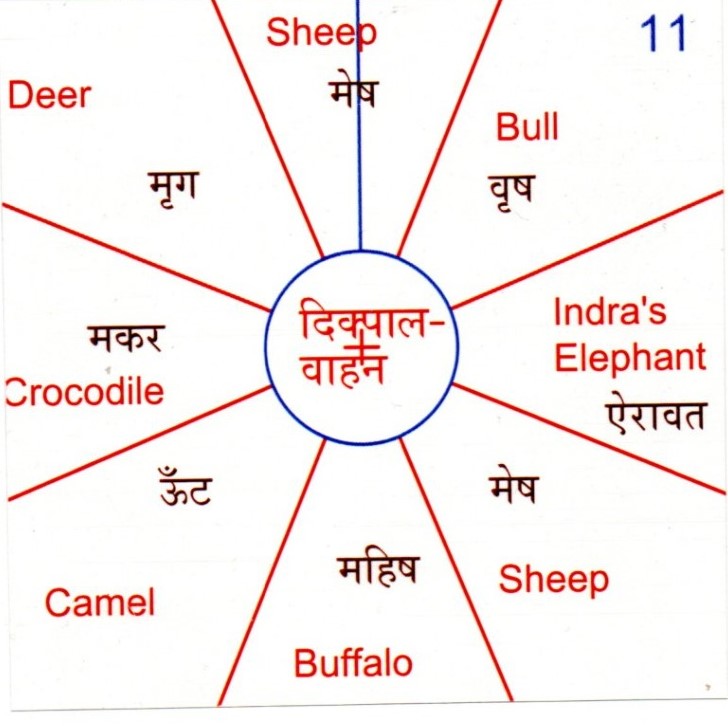 Sheep
मेष
11
Deer
मृग
Bull
वृष
Indra's
Elephant
ऐरावत
मकर
Crocodile
दिक्पाल-
वाहन
ऊँट
Camel
मेष
Sheep
महिष
Buffalo